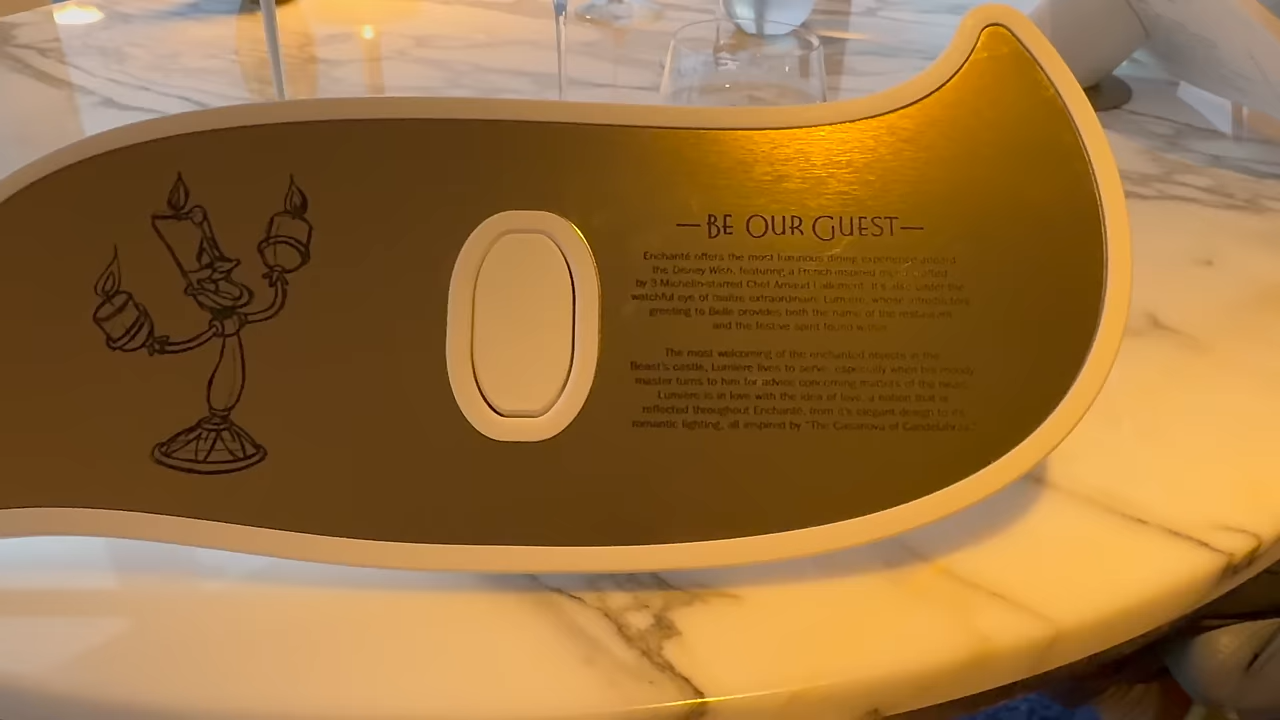 —BE OUR GUEST—
Enchanté offers the most luminous dining experience aboard
the Disney Wish, featuring a French-inspired menu crafted
by 3 Michelin-starred Chef Arnaud Lallement. It's also under the
watchful eye of maître extraordinaire, Lumiere, whose introductory
greeting to Belle provides both the name of the restaurant
and the festive spirit found within.
The most welcoming of the enchanted objects in the
Beast's castle, Lumiere lives to serve, especially when his moody
master turns to him for advice concerning matters of the heart.
Lumiere is in love with the idea of love, a notion that is
reflected throughout Enchanté, from it's elegant design to it's
romantic lighting, all inspired by "The Casanova of Candelabras."